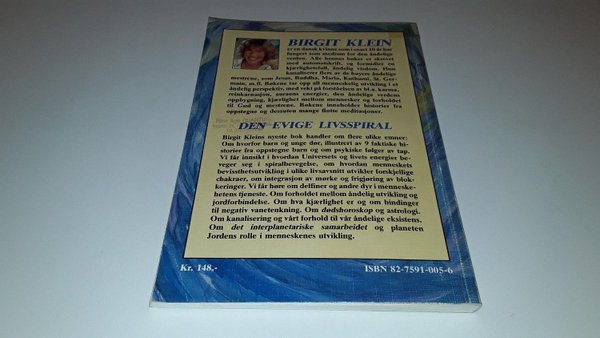 BIRGIT KLEIN
er en dansk kvinne som i snart 10 år har
fungert som medium for den åndelige
verden. Alle hennes bøker er skrevet
med automatskrift, og formidler en
kjærlighetsfull, åndelig visdom. Hun
kanaliserer flere av de høyere åndelige
mestrene, som Jesus, Buddha, Maria, Kuthumi, St. Ger-
main, m.fl. Bøkene tar opp all menneskelig utvikling i et
åndelig perspektiv, med vekt på forståelsen av bl.a. karma,
reinkarnasjon, auraens energier, den åndelige verdens
oppbygning, kjærlighet mellom mennesker og forholdet
til Gud og mestrene. Bøkene inneholder historier fra
oppstegne og dessuten mange flotte meditasjoner.
DEN EVIGE LIVSSPIRAL
Birgit Kleins nyeste bok handler om flere ulike emner:
Om hvorfor barn og unge dør, illustrert av 9 faktiske hi-
storier fra oppstegne barn og om psykiske følger av tap.
Vi får innsikt i hvordan Universets og livets energier be-
veger seg i spiralbevegelse, om hvordan menneskets
bevissthetsutvikling i ulike livsavsnitt utvikler forskjellige
chakraer, om integrasjon av mørke og frigjøring av blok-
keringer. Vi får høre om delfiner og andre dyr i menneske-
hetens tjeneste. Om forholdet mellom åndelig utvikling og
jordforbindelse. Om hva kjærlighet er og om bindinger
til negativ vanetenkning. Om dødshoroskop og astrologi.
Om kanalisering og vårt forhold til vår åndelige eksistens.
Om det interplanetariske samarbeidet og planeten
Jordens rolle i menneskenes utvikling.
Kr. 148,-
ISBN 82-7591-005-6